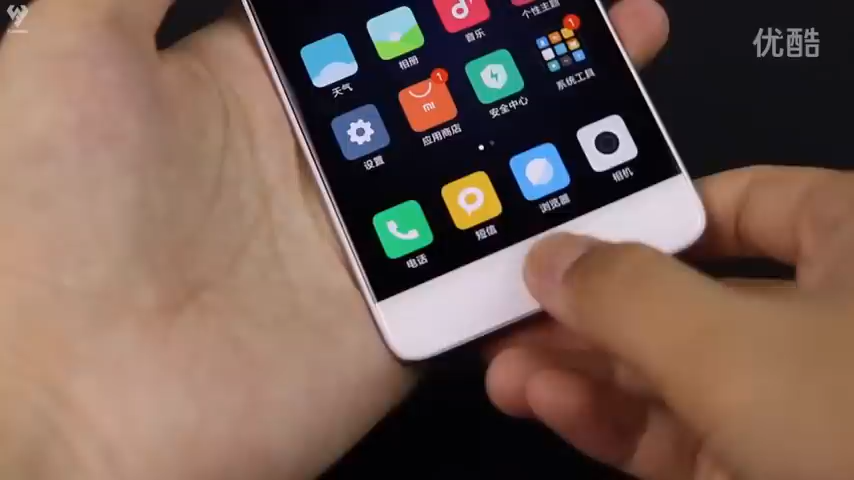 优酷
音乐
个性主题
天气
相册
1
系统工具
1
mi
应用商店
安全中心
设置
电话
短信
浏览器
相机